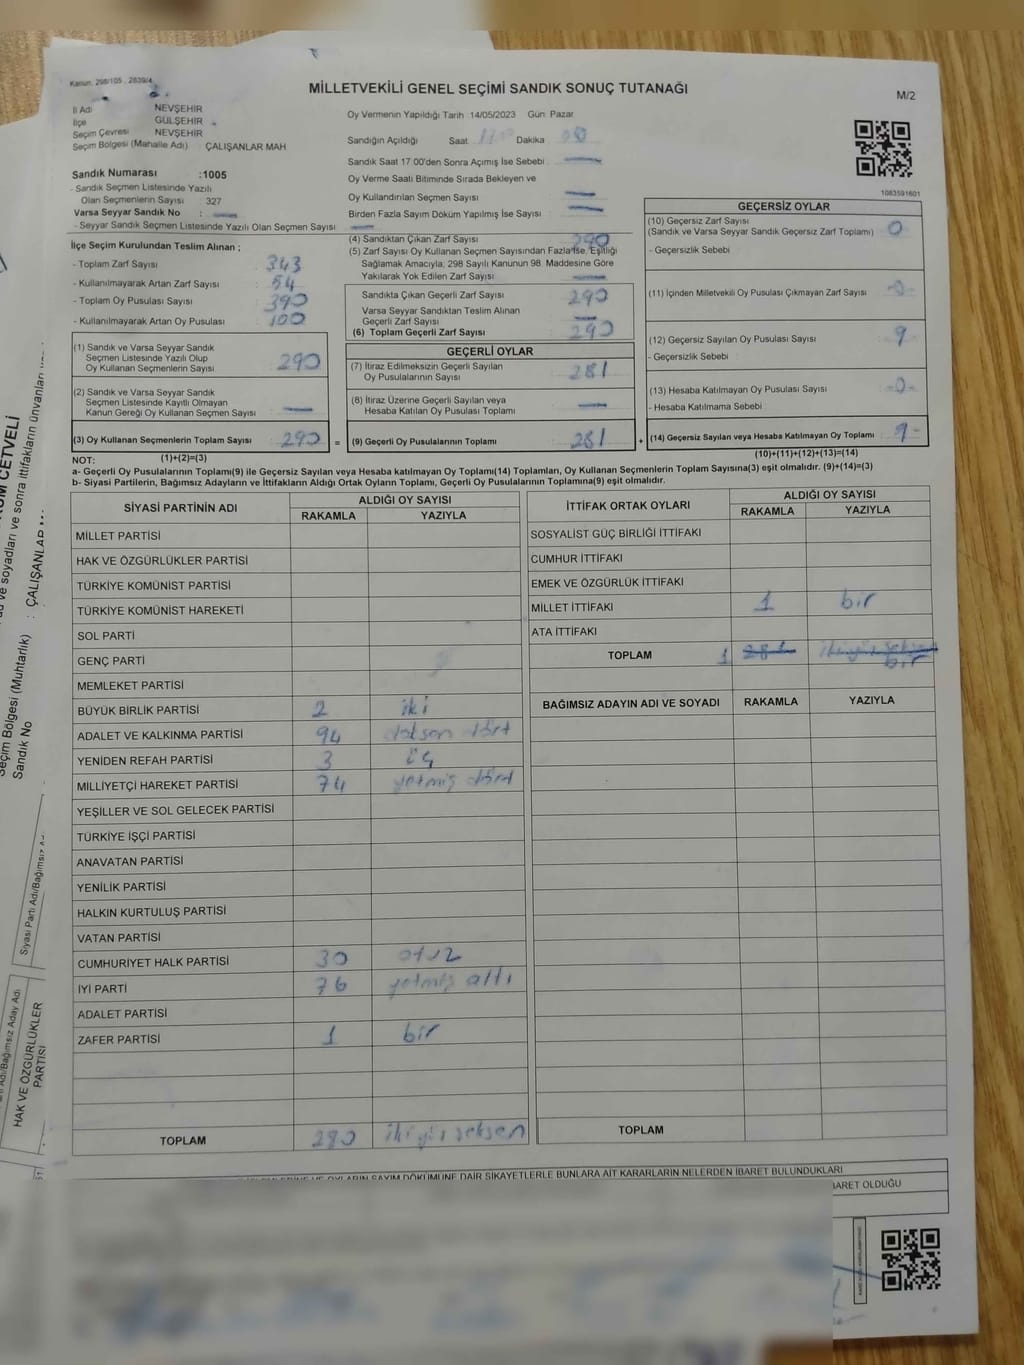 Kanun: 298/105, 2839/4
MİLLETVEKİLİ GENEL SEÇİMİ SANDIK SONUÇ TUTANAĞI
M/2
İl Adı NEVŞEHİR
İlçe GÜLŞEHİR
Seçim Çevresi NEVŞEHİR
Seçim Bölgesi (Mahalle Adı) ÇALIŞANLAR MAH
Sandık Numarası :1005
- Sandık Seçmen Listesinde Yazılı
Olan Seçmenlerin Sayısı : 327
Varsa Seyyar Sandık No :
- Seyyar Sandık Seçmen Listesinde Yazılı Olan Seçmen Sayısı :
İlçe Seçim Kurulundan Teslim Alınan ;
- Toplam Zarf Sayısı : 343
- Kullanılmayarak Artan Zarf Sayısı : 54
- Toplam Oy Pusulası Sayısı : 390
- Kullanılmayarak Artan Oy Pusulası : 100
(1) Sandık ve Varsa Seyyar Sandık
Seçmen Listesinde Yazılı Olup
Oy Kullanan Seçmenlerin Sayısı : 290
(2) Sandık ve Varsa Seyyar Sandık
Seçmen Listesinde Kayıtlı Olmayan
Kanun Gereği Oy Kullanan Seçmen Sayısı :
(3) Oy Kullanan Seçmenlerin Toplam Sayısı : 290 =
Oy Vermenin Yapıldığı Tarih 14/05/2023 Gün Pazar
Sandığın Açıldığı Saat Dakika
Sandık Saat 17.00'den Sonra Açımış İse Sebebi :
Oy Verme Saati Bitiminde Sırada Bekleyen ve
Oy Kullandırılan Seçmen Sayısı :
Birden Fazla Sayım Döküm Yapılmış İse Sayısı :
(4) Sandıktan Çıkan Zarf Sayısı : 290
(5) Zarf Sayısı Oy Kullanan Seçmen Sayısından Fazla İse, Eşitliği
Sağlamak Amacıyla, 298 Sayılı Kanunun 98. Maddesine Göre
Yakılarak Yok Edilen Zarf Sayısı :
Sandıkta Çıkan Geçerli Zarf Sayısı : 290
Varsa Seyyar Sandıktan Teslim Alınan
Geçerli Zarf Sayısı :
(6) Toplam Geçerli Zarf Sayısı : 290
GEÇERLİ OYLAR
(7) İtiraz Edilmeksizin Geçerli Sayılan
Oy Pusulalarının Sayısı : 281
(8) İtiraz Üzerine Geçerli Sayılan veya
Hesaba Katılan Oy Pusulası Toplamı :
(9) Geçerli Oy Pusulalarının Toplamı : 281 +
1083591601
GEÇERSİZ OYLAR
(10) Geçersiz Zarf Sayısı
(Sandık ve Varsa Seyyar Sandık Geçersiz Zarf Toplamı) : 0
- Geçersizlik Sebebi :
(11) İçinden Milletvekili Oy Pusulası Çıkmayan Zarf Sayısı : -0-
(12) Geçersiz Sayılan Oy Pusulası Sayısı : 9
- Geçersizlik Sebebi :
(13) Hesaba Katılmayan Oy Pusulası Sayısı : -0-
- Hesaba Katılmama Sebebi :
(14) Geçersiz Sayılan veya Hesaba Katılmayan Oy Toplamı : 9-
NOT: (1)+(2)=(3)
(10)+(11)+(12)+(13)=(14)
a- Geçerli Oy Pusulalarının Toplamı(9) ile Geçersiz Sayılan veya Hesaba katılmayan Oy Toplamı(14) Toplamları, Oy Kullanan Seçmenlerin Toplam Sayısına(3) eşit olmalıdır. (9)+(14)=(3)
b- Siyasi Partilerin, Bağımsız Adayların ve İttifakların Aldığı Ortak Oyların Toplamı, Geçerli Oy Pusulalarının Toplamına(9) eşit olmalıdır.
SİYASİ PARTİNİN ADI ALDIĞI OY SAYISI
RAKAMLA YAZIYLA
MİLLET PARTİSİ
HAK VE ÖZGÜRLÜKLER PARTİSİ
TÜRKİYE KOMÜNİST PARTİSİ
TÜRKİYE KOMÜNİST HAREKETİ
SOL PARTİ
GENÇ PARTİ
MEMLEKET PARTİSİ
BÜYÜK BİRLİK PARTİSİ 2 iki
ADALET VE KALKINMA PARTİSİ 94 doksan dört
YENİDEN REFAH PARTİSİ 3 üç
MİLLİYETÇİ HAREKET PARTİSİ 74 yetmiş dört
YEŞİLLER VE SOL GELECEK PARTİSİ
TÜRKİYE İŞÇİ PARTİSİ
ANAVATAN PARTİSİ
YENİLİK PARTİSİ
HALKIN KURTULUŞ PARTİSİ
VATAN PARTİSİ
CUMHURİYET HALK PARTİSİ 30 otuz
İYİ PARTİ 76 yetmiş altı
ADALET PARTİSİ
ZAFER PARTİSİ 1 bir
TOPLAM 280 ikiyüz seksen
İTTİFAK ORTAK OYLARI ALDIĞI OY SAYISI
RAKAMLA YAZIYLA
SOSYALİST GÜÇ BİRLİĞİ İTTİFAKI
CUMHUR İTTİFAKI
EMEK VE ÖZGÜRLÜK İTTİFAKI
MİLLET İTTİFAKI 1 bir
ATA İTTİFAKI
TOPLAM 1 281 bir
BAĞIMSIZ ADAYIN ADI VE SOYADI RAKAMLA YAZIYLA
TOPLAM
SAYIM DÖKÜMÜNE DAİR ŞİKAYETLERLE BUNLARA AİT KARARLARIN NELERDEN İBARET BULUNDUKLARI
İBARET OLDUĞU
CETVELİ
ve soyadları ve sonra ittifakların ünvanları
Seçim Bölgesi (Muhtarlık) : ÇALIŞANLAR
Sandık No
Siyasi Parti Adı/Bağımsız
Adı/Bağımsız Aday Adı
HAK VE ÖZGÜRLÜKLER
PARTİSİ